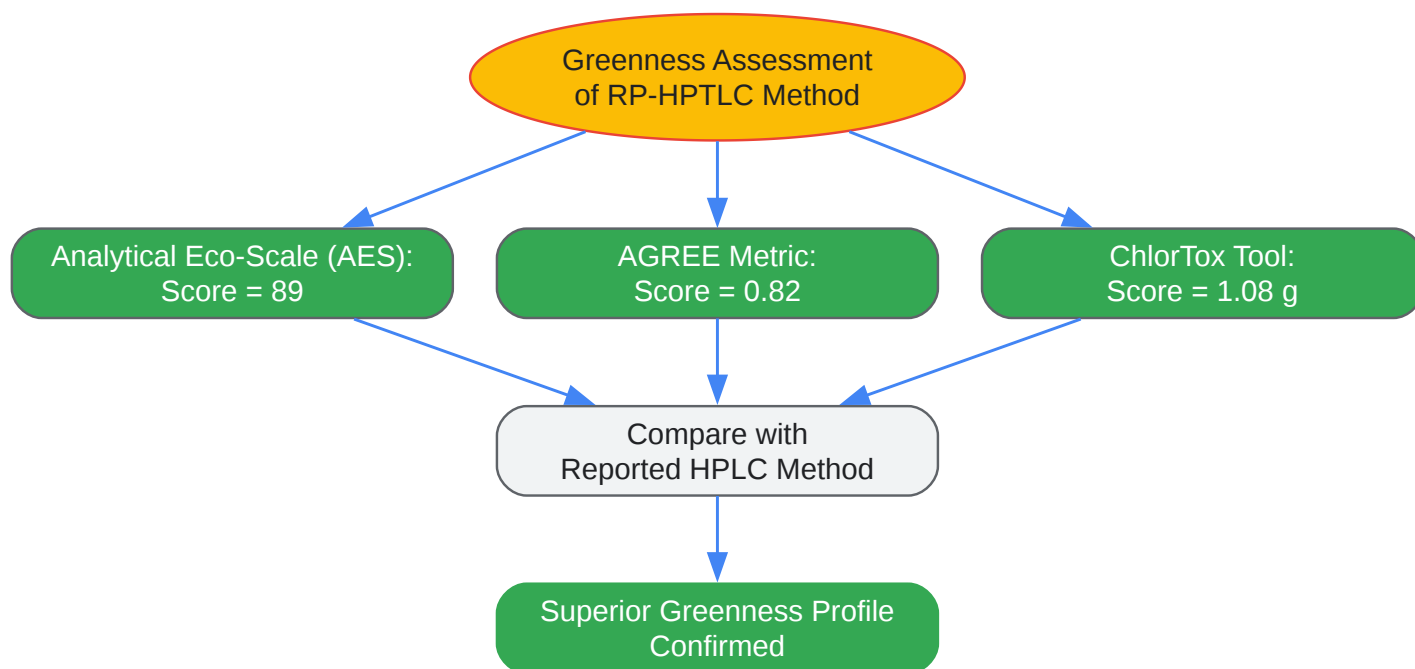 Greenness Assessment
of RP-HPTLC Method
Analytical Eco-Scale (AES):
Score = 89
AGREE Metric:
Score = 0.82
ChlorTox Tool:
Score = 1.08 g
Compare with
Reported HPLC Method
Superior Greenness Profile
Confirmed